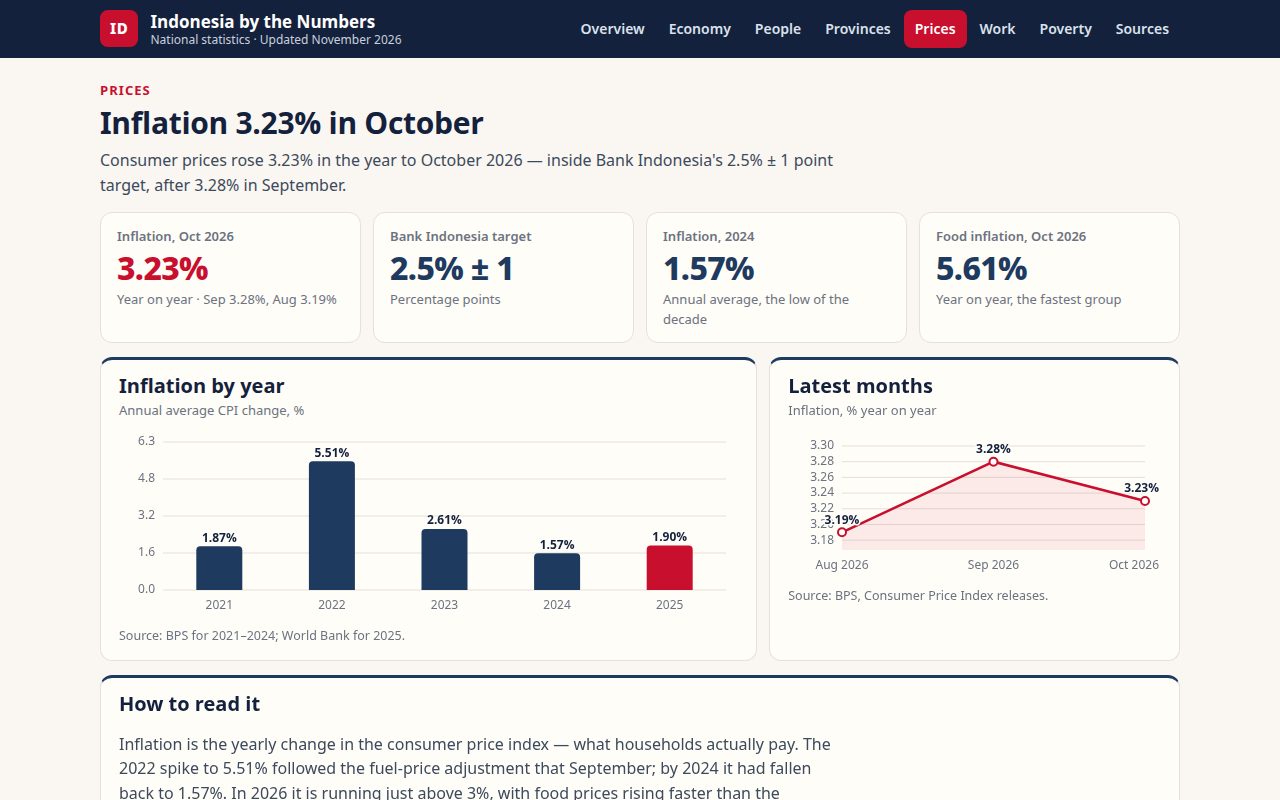 ID
Indonesia by the Numbers
National statistics · Updated November 2026
Overview
Economy
People
Provinces
Prices
Work
Poverty
Sources
PRICES
Inflation 3.23% in October
Consumer prices rose 3.23% in the year to October 2026 — inside Bank Indonesia's 2.5% ± 1 point
target, after 3.28% in September.
Inflation, Oct 2026
3.23%
Year on year · Sep 3.28%, Aug 3.19%
Bank Indonesia target
2.5% ± 1
Percentage points
Inflation, 2024
1.57%
Annual average, the low of the
decade
Food inflation, Oct 2026
5.61%
Year on year, the fastest group
Inflation by year
Annual average CPI change, %
6.3
4.8
3.2
1.6
0.0
1.87%
5.51%
2.61%
1.57%
1.90%
2021
2022
2023
2024
2025
Source: BPS for 2021–2024; World Bank for 2025.
Latest months
Inflation, % year on year
3.30
3.28
3.26
3.24
3.22
3.18
3.19%
3.28%
3.23%
Aug 2026
Sep 2026
Oct 2026
Source: BPS, Consumer Price Index releases.
How to read it
Inflation is the yearly change in the consumer price index — what households actually pay. The
2022 spike to 5.51% followed the fuel-price adjustment that September; by 2024 it had fallen
back to 1.57%. In 2026 it is running just above 3%, with food prices rising faster than the